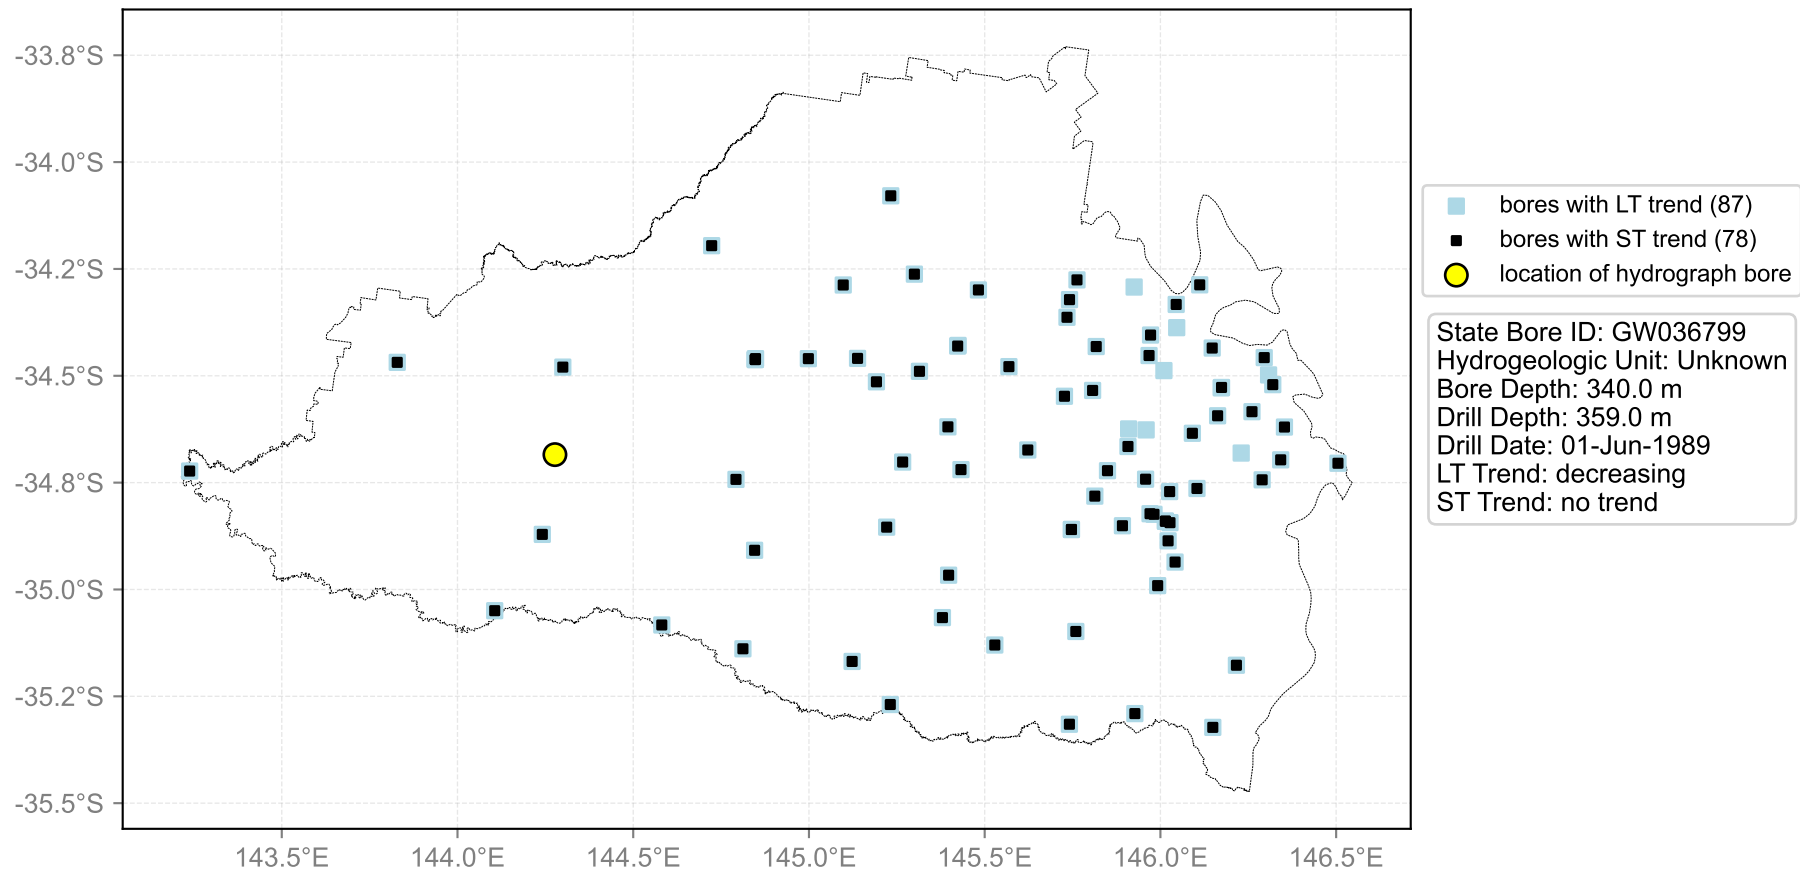 -33.8°S
-34.0°S
-34.2°S
-34.5°S
-34.8°S
-35.0°S
-35.2°S
-35.5°S
143.5°E 144.0°E 144.5°E 145.0°E 145.5°E 146.0°E 146.5°E
bores with LT trend (87)
bores with ST trend (78)
location of hydrograph bore
State Bore ID: GW036799
Hydrogeologic Unit: Unknown
Bore Depth: 340.0 m
Drill Depth: 359.0 m
Drill Date: 01-Jun-1989
LT Trend: decreasing
ST Trend: no trend